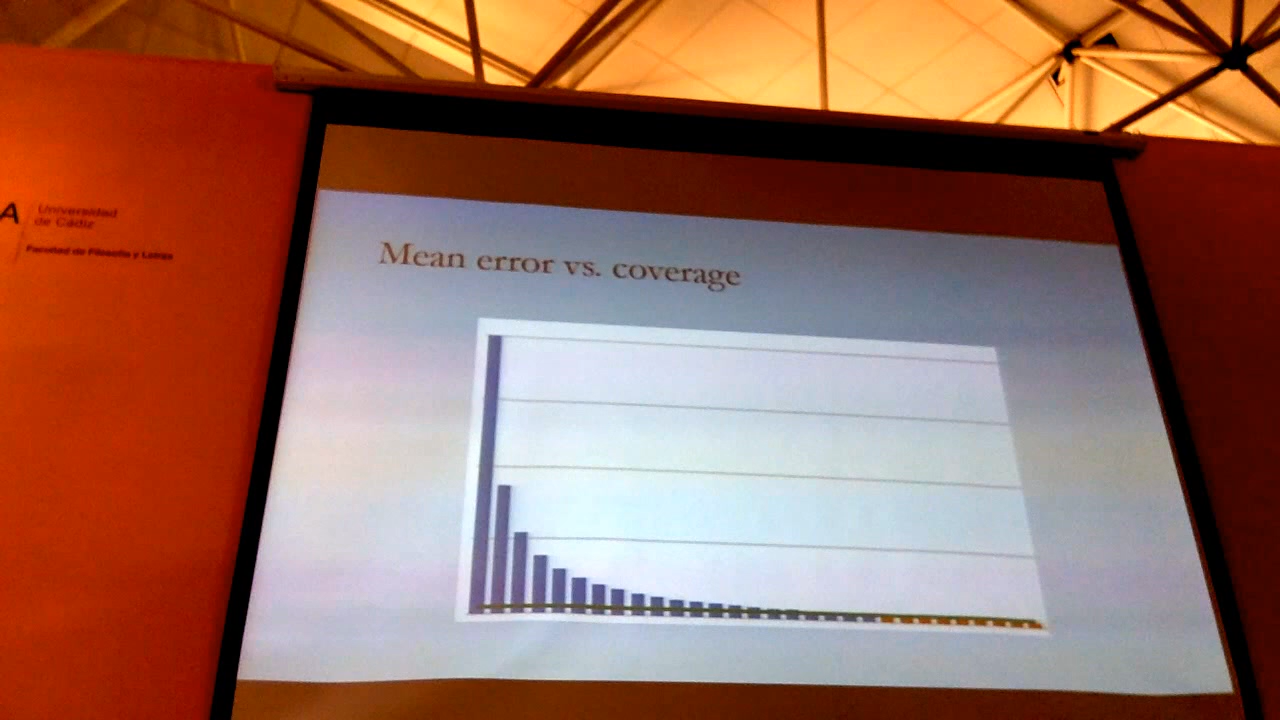 A
Universidad
de Cádiz
Facultad de Filosofía y Letras
Mean error vs. coverage